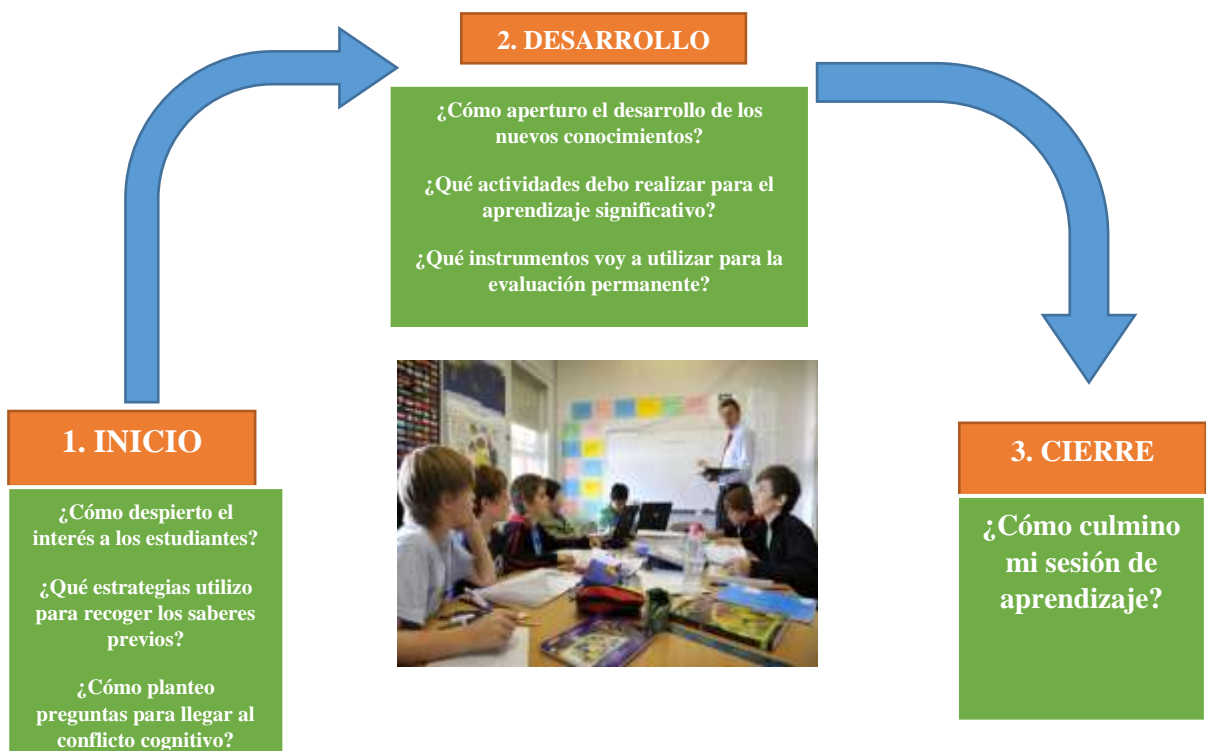 1. INICIO
¿Cómo despierto el
interés a los estudiantes?
¿Qué estrategias utilizo
para recoger los saberes
previos?
¿Cómo planteo
preguntas para llegar al
conflicto cognitivo?
2. DESARROLLO
¿Cómo aperturo el desarrollo de los
nuevos conocimientos?
¿Qué actividades debo realizar para el
aprendizaje significativo?
¿Qué instrumentos voy a utilizar para la
evaluación permanente?
3. CIERRE
¿Cómo culmino
mi sesión de
aprendizaje?